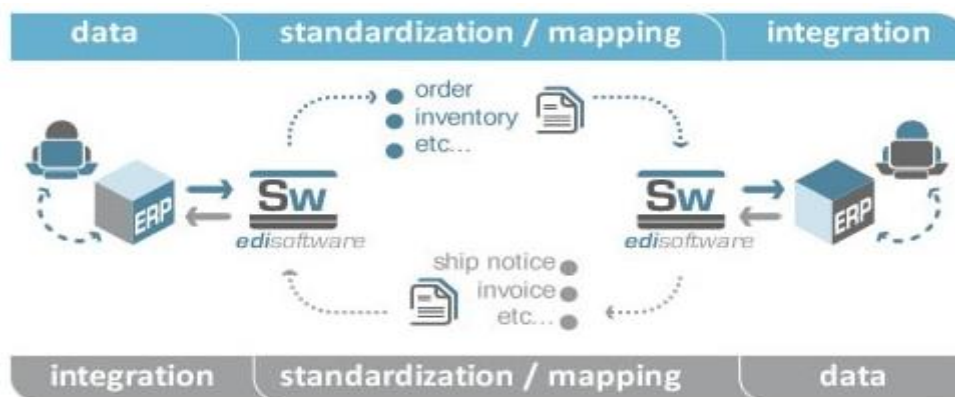 data standardization / mapping integration
order
inventory
etc...
ERP
Sw
edisoftware
Sw
edisoftware
ERP
ship notice
invoice
etc...
integration standardization / mapping data